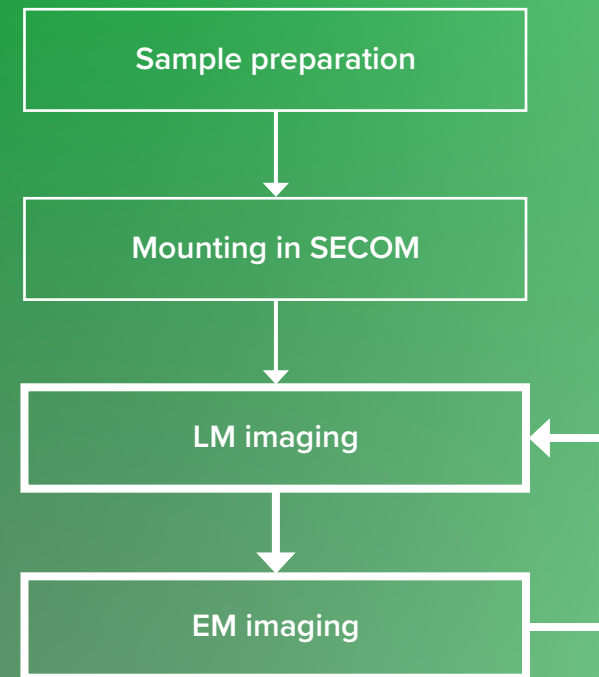 Sample preparation
Mounting in SECOM
LM imaging
EM imaging